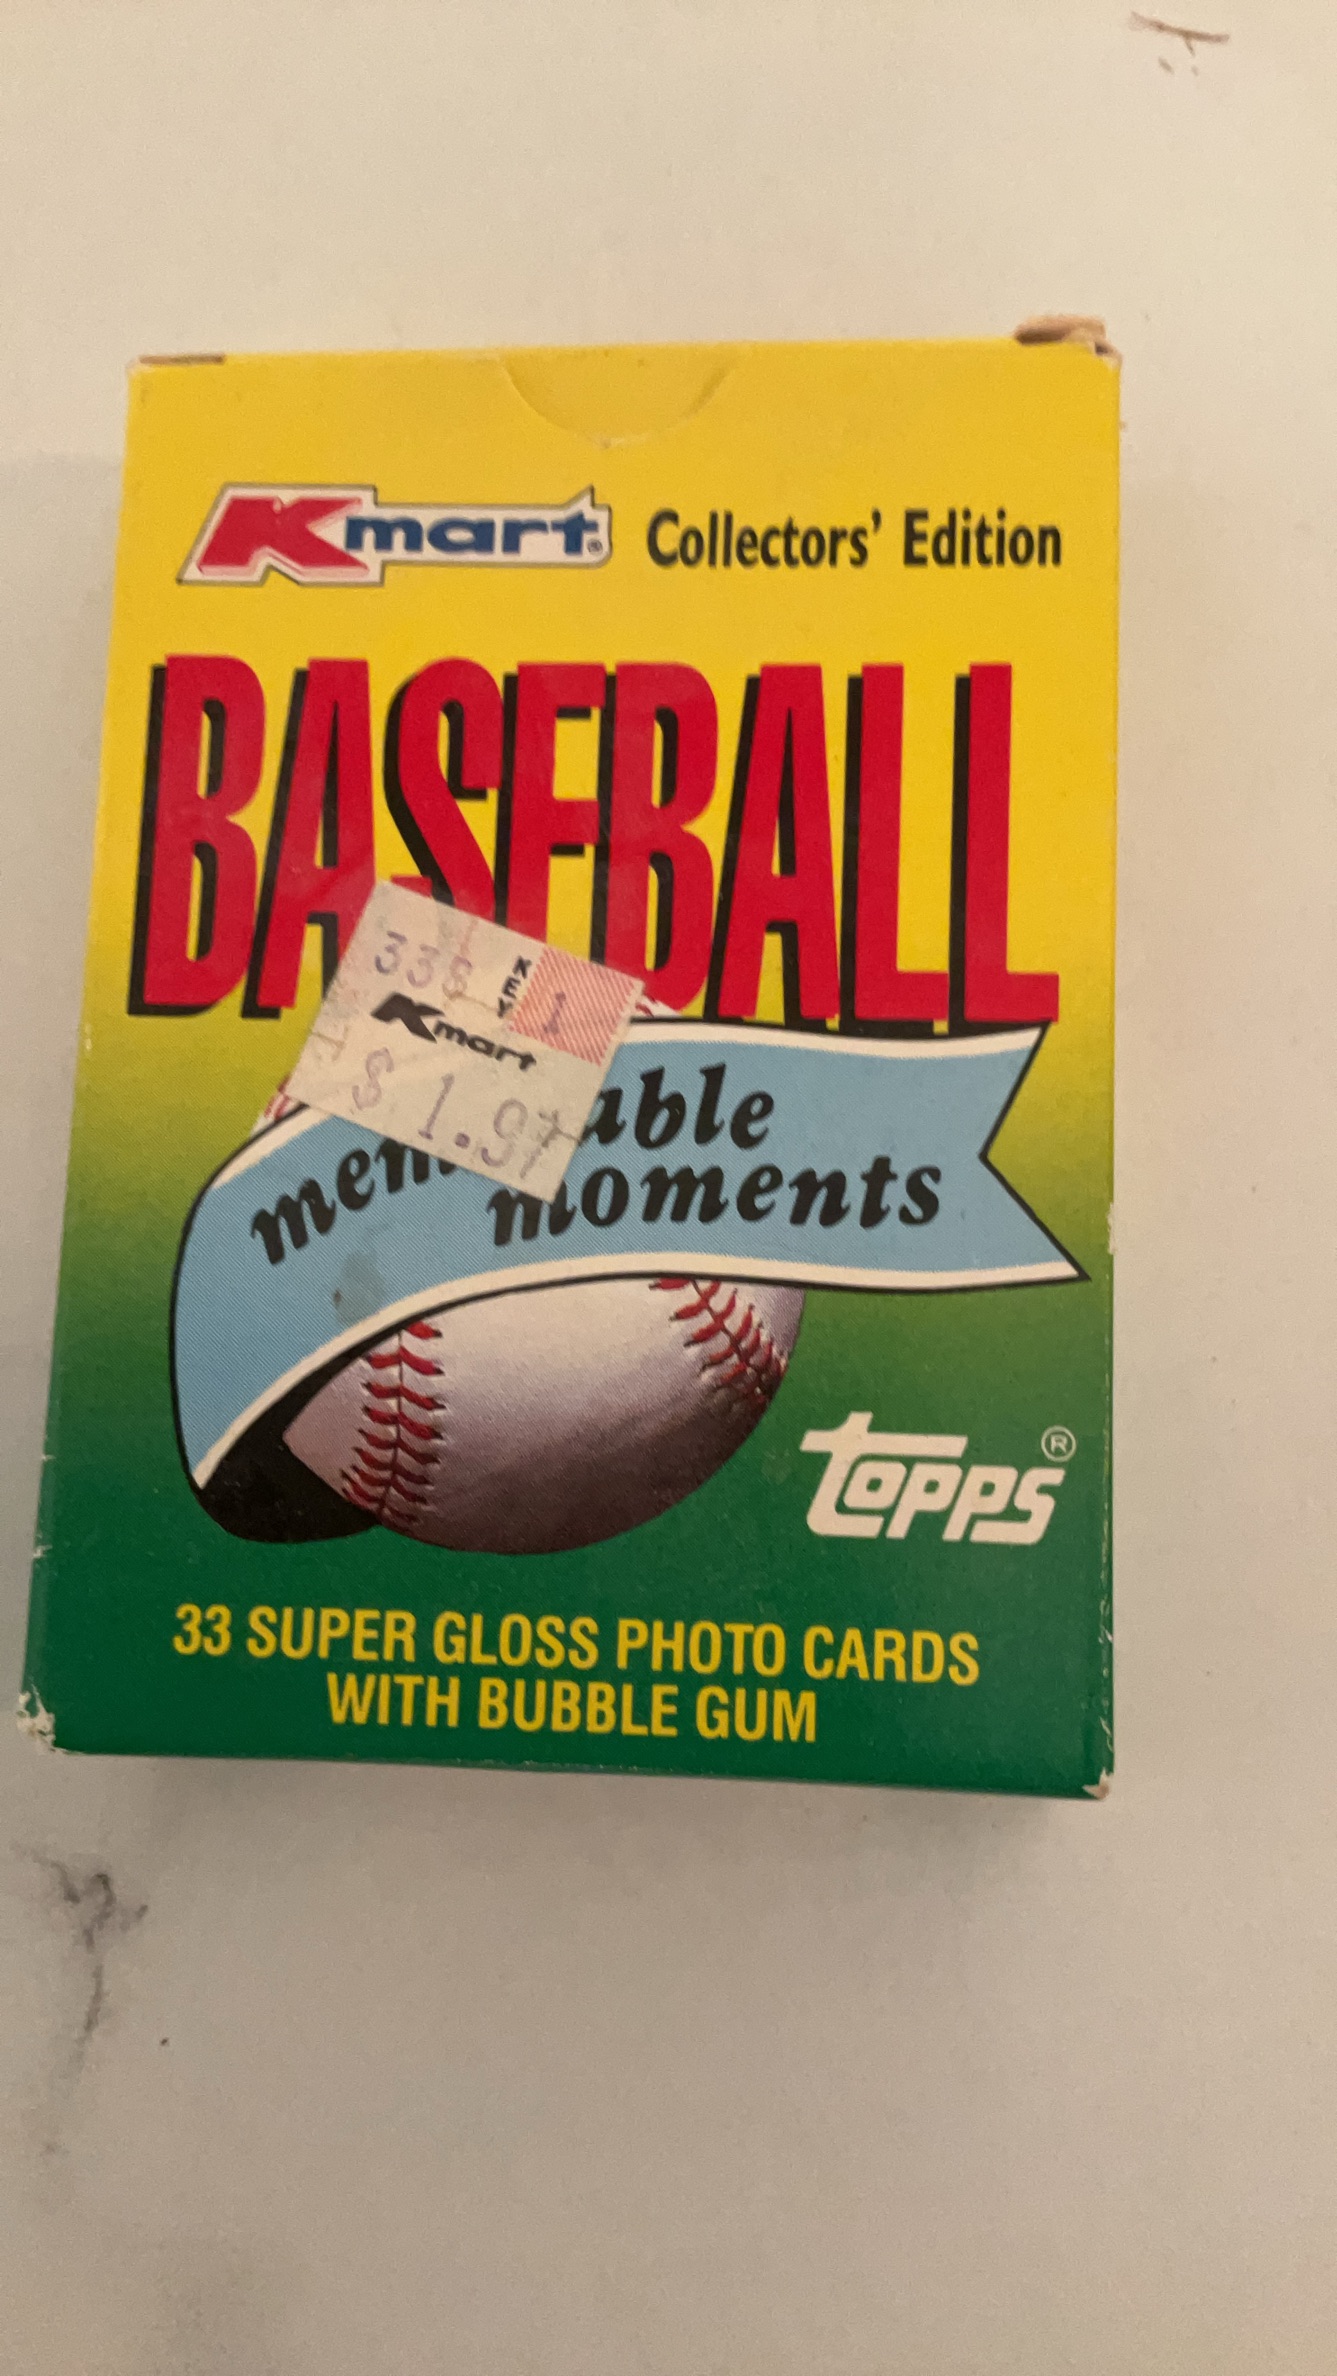 Kmart® Collectors' Edition
BASEBALL
338 KEY 1
Kmart
$ 1.97
moments
topps®
33 SUPER GLOSS PHOTO CARDS
WITH BUBBLE GUM